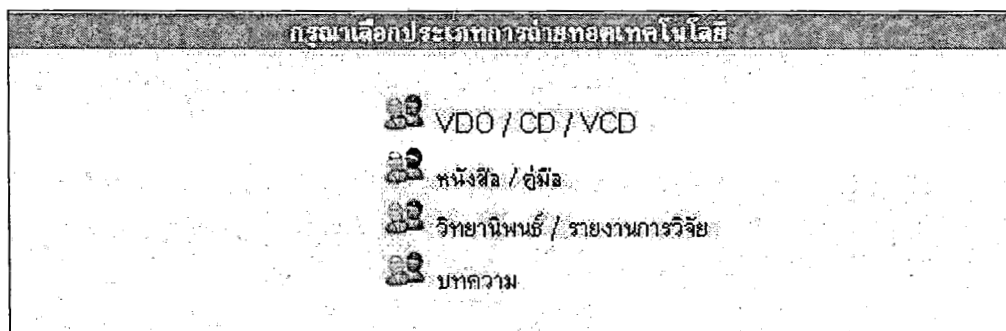 กรุณาเลือกประเภทการถ่ายทอดเทคโนโลยี
VDO / CD / VCD
หนังสือ / คู่มือ
วิทยานิพนธ์ / รายงานการวิจัย
บทความ